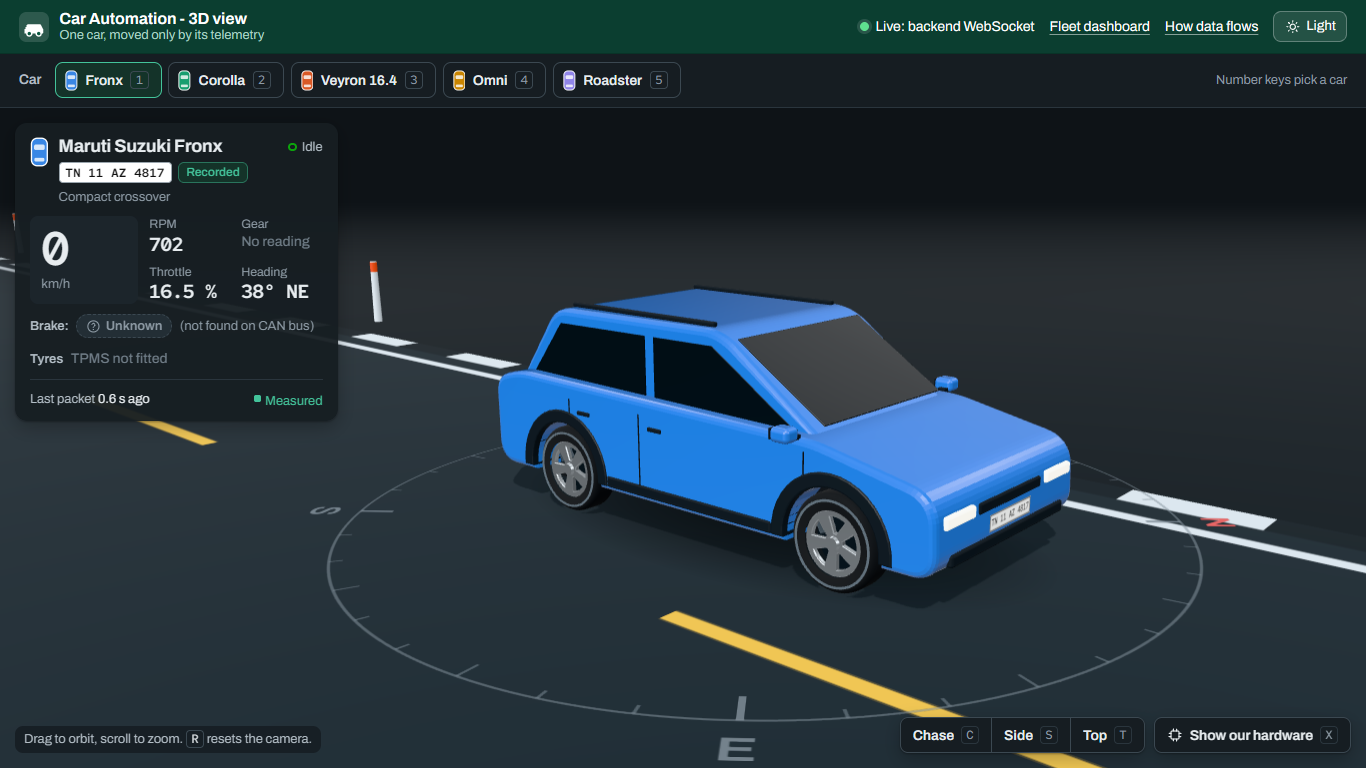 Car Automation - 3D view
One car, moved only by its telemetry
Live: backend WebSocket
Fleet dashboard
How data flows
Light
Car
Fronx 1
Corolla 2
Veyron 16.4 3
Omni 4
Roadster 5
Number keys pick a car
Maruti Suzuki Fronx
Idle
TN 11 AZ 4817
Recorded
Compact crossover
0
km/h
RPM
702
Gear
No reading
Throttle
16.5 %
Heading
38° NE
Brake: ? Unknown (not found on CAN bus)
Tyres TPMS not fitted
Last packet 0.6 s ago
Measured
TN 11 AZ 4817
S
N
E
Drag to orbit, scroll to zoom. R resets the camera.
Chase C
Side S
Top T
Show our hardware X